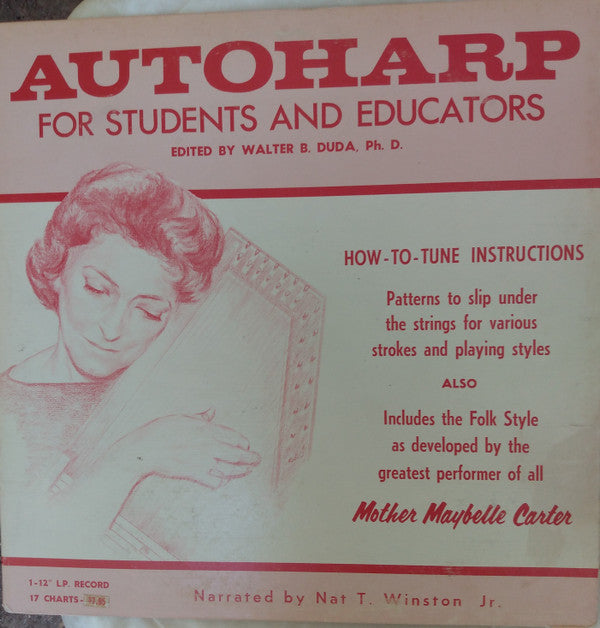 AUTOHARP
FOR STUDENTS AND EDUCATORS
EDITED BY WALTER B. DUDA, Ph. D.
HOW-TO-TUNE INSTRUCTIONS
Patterns to slip under
the strings for various
strokes and playing styles
ALSO
Includes the Folk Style
as developed by the
greatest performer of all
Mother Maybelle Carter
1-12" L.P. RECORD
17 CHARTS-
Narrated by Nat T. Winston Jr.